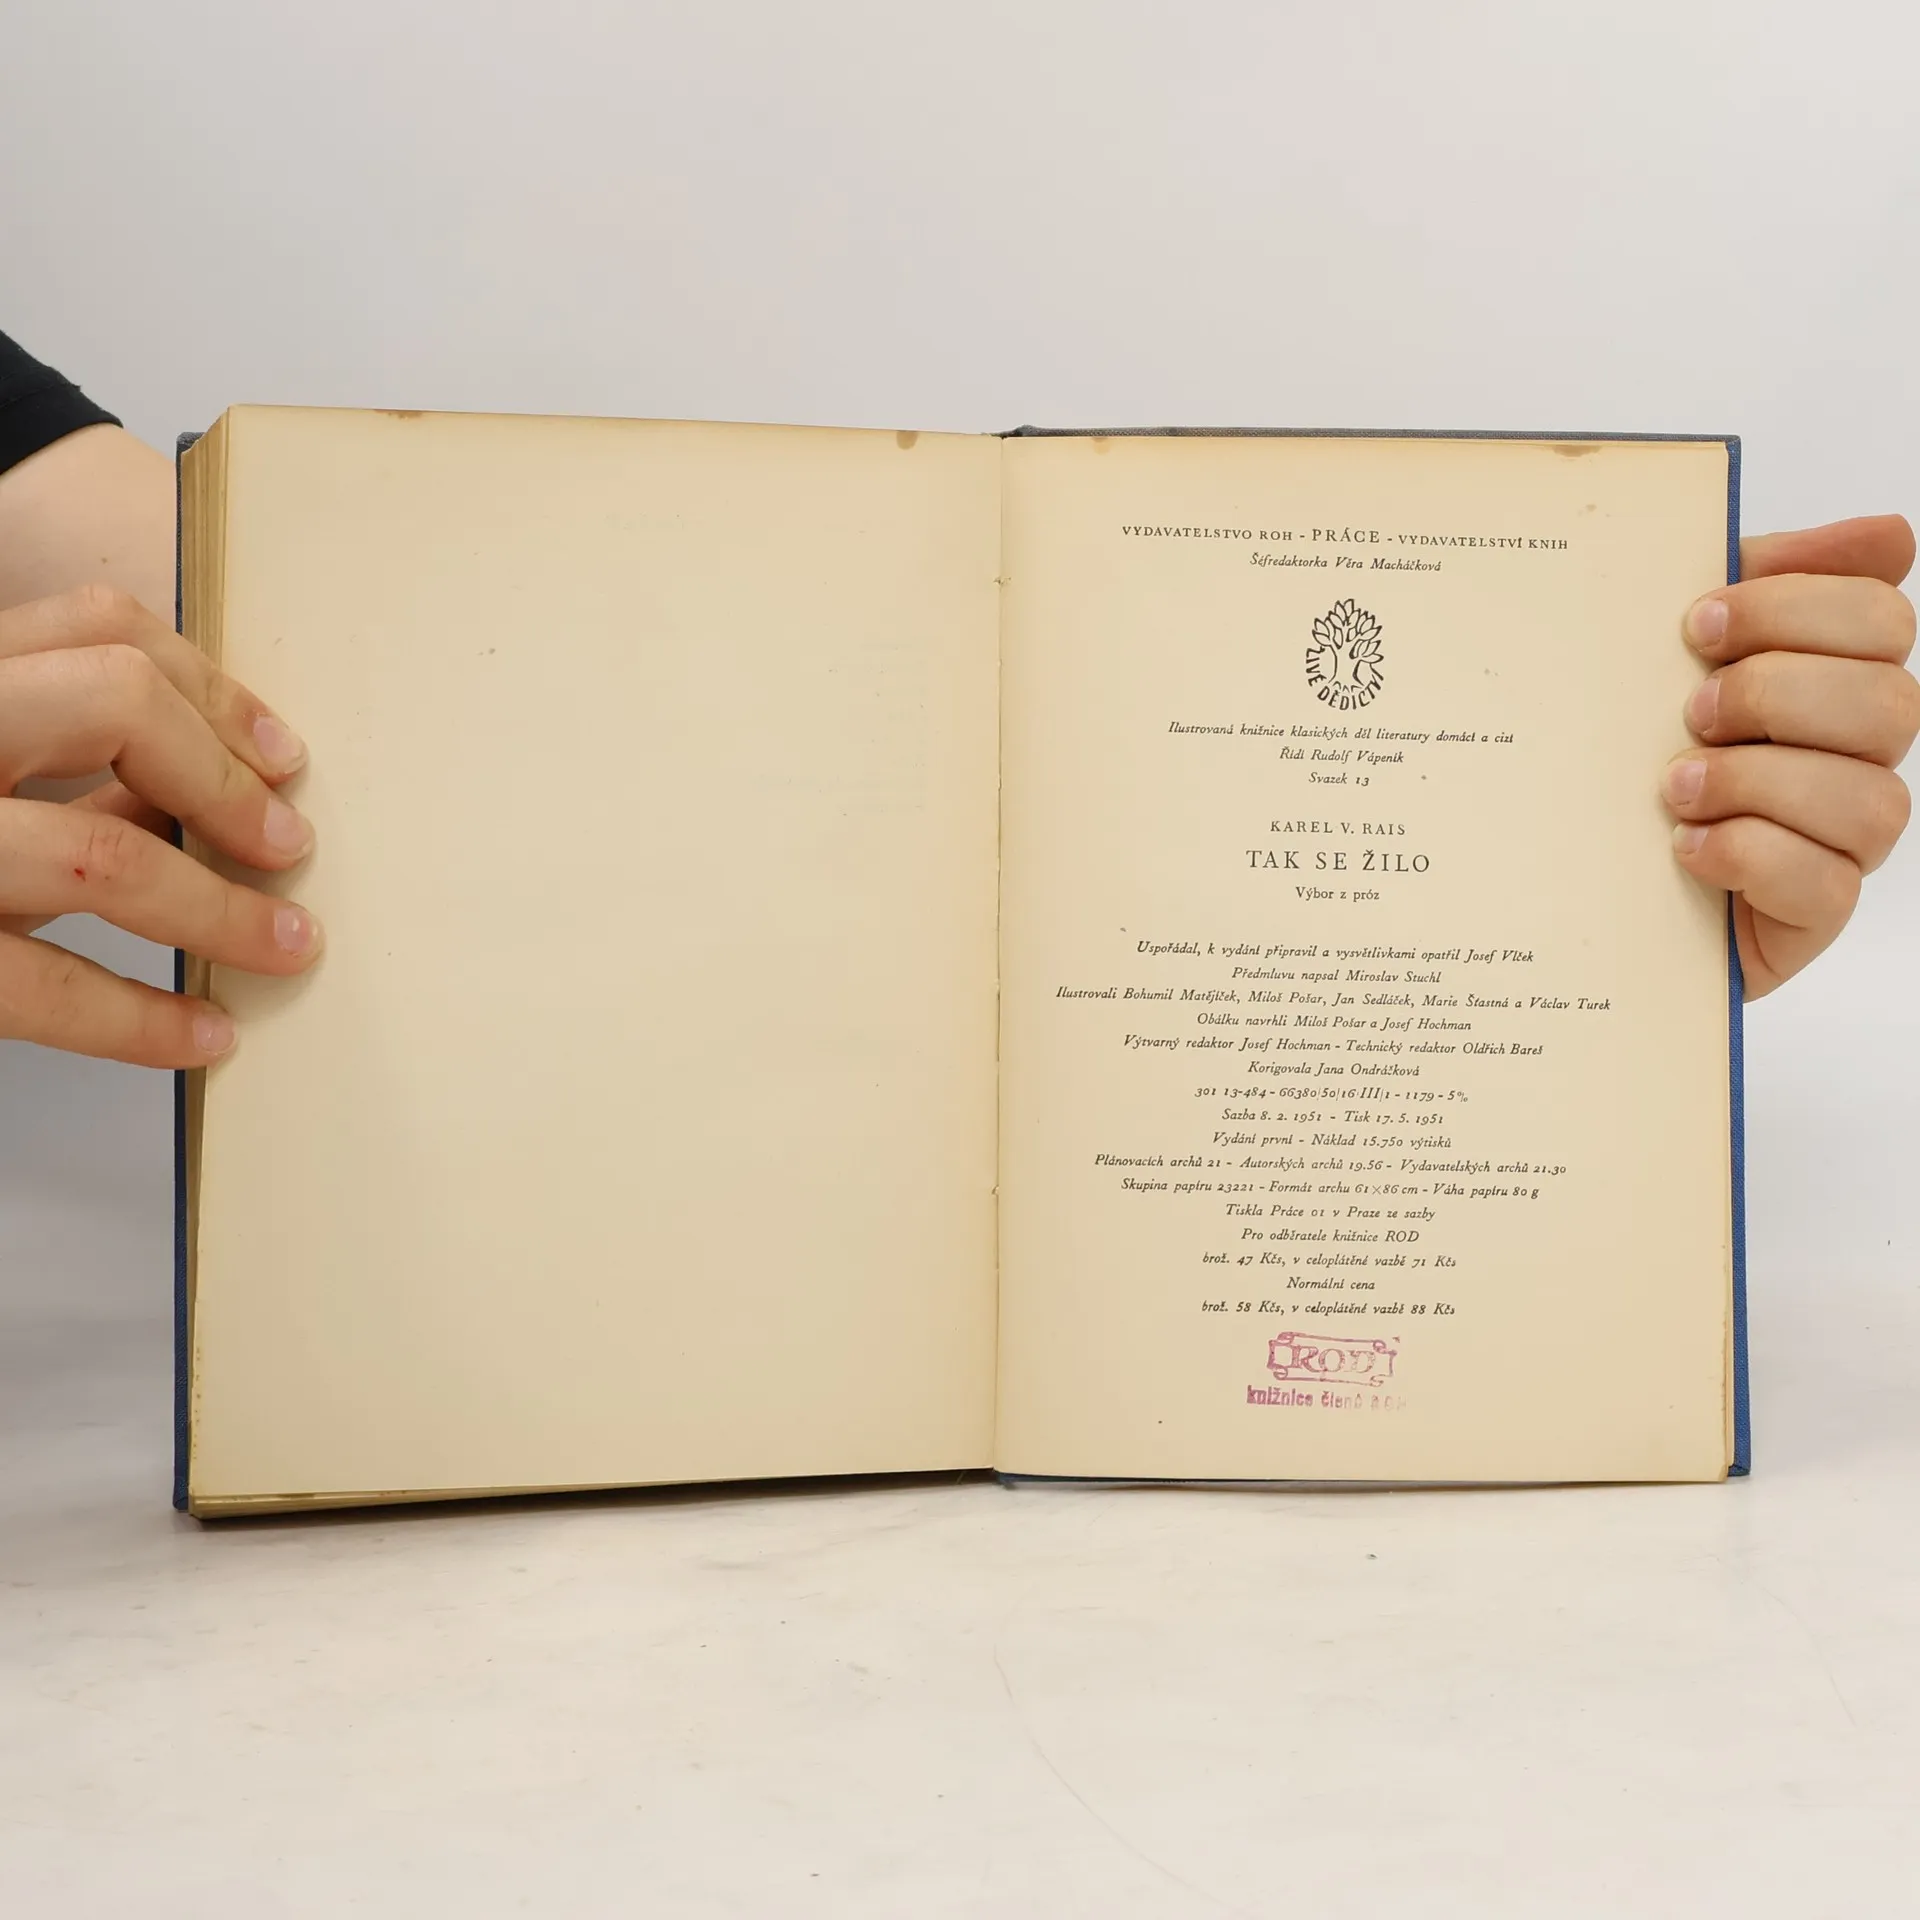 VYDAVATELSTVO ROH - PRÁCE - VYDAVATELSTVÍ KNIH
Šéfredaktorka Věra Macháčková
ŽIVÉ DĚDICTVÍ
Ilustrovaná knižnice klasických děl literatury domácí a cizí
Řídí Rudolf Vápeník
Svazek 13
KAREL V. RAIS
TAK SE ŽILO
Výbor z próz
Uspořádal, k vydání připravil a vysvětlivkami opatřil Josef Vlček
Předmluvu napsal Miroslav Stuchl
Ilustrovali Bohumil Matějíček, Miloš Pošar, Jan Sedláček, Marie Šťastná a Václav Turek
Obálku navrhli Miloš Pošar a Josef Hochman
Výtvarný redaktor Josef Hochman - Technický redaktor Oldřich Bareš
Korigovala Jana Ondráčková
301 13-484 - 66380/50/16/III/1 - 1179 - 5%
Sazba 8. 2. 1951 - Tisk 17. 5. 1951
Vydání první - Náklad 15.750 výtisků
Plánovacích archů 21 - Autorských archů 19.56 - Vydavatelských archů 21.30
Skupina papíru 23221 - Formát archu 61×86 cm - Váha papíru 80 g
Tiskla Práce 01 v Praze ze sazby
Pro odběratele knižnice ROD
brož. 47 Kčs, v celoplátěné vazbě 71 Kčs
Normální cena
brož. 58 Kčs, v celoplátěné vazbě 88 Kčs
ROD
knižnice členů